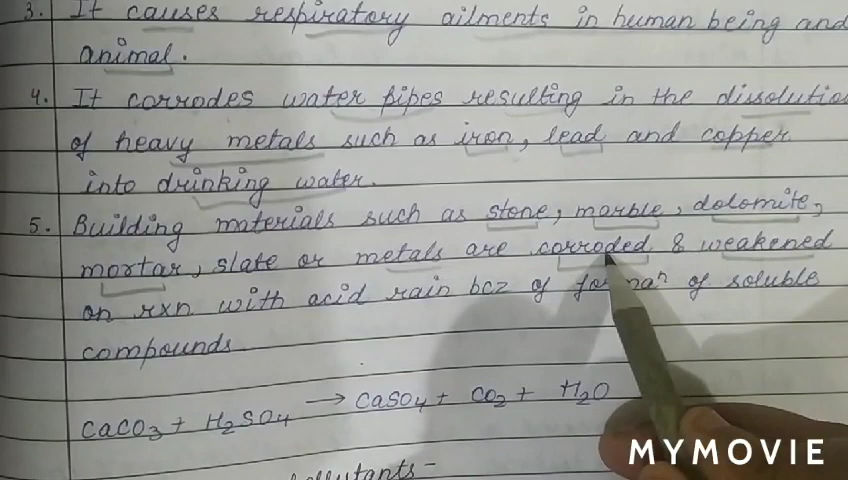 3. It causes respiratory ailments in human being and
animal.
4. It corrodes water pipes resulting in the dissolutio
of heavy metals such as iron, lead and copper
into drinking water.
5. Building materials such as stone, marble, dolomite,
mortar, slate or metals are corroded & weakened
on rxn with acid rain bcz of of soluble
compounds
CaCO3 + H2SO4 → CaSO4 + CO2 + H2O
pollutants-
MYMOVIE